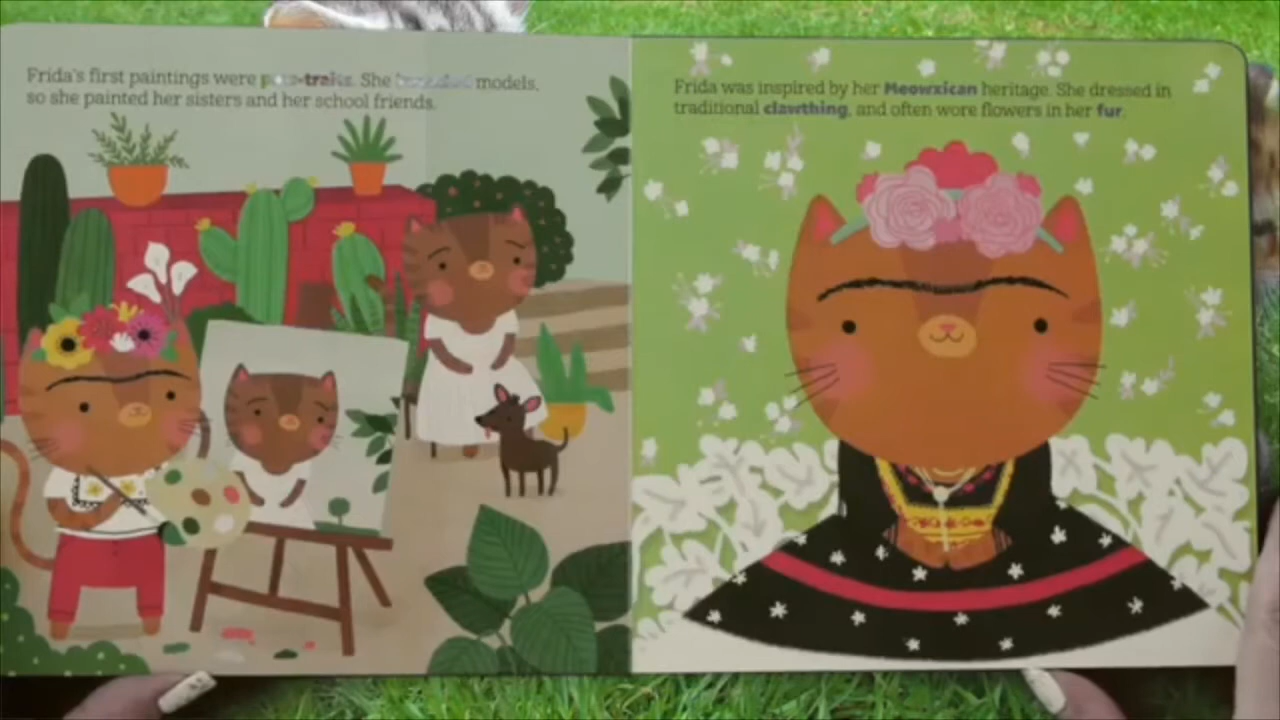 Frida's first paintings were -traits. She models,
so she painted her sisters and her school friends.
Frida was inspired by her Meowxican heritage. She dressed in
traditional clawthing, and often wore flowers in her fur.